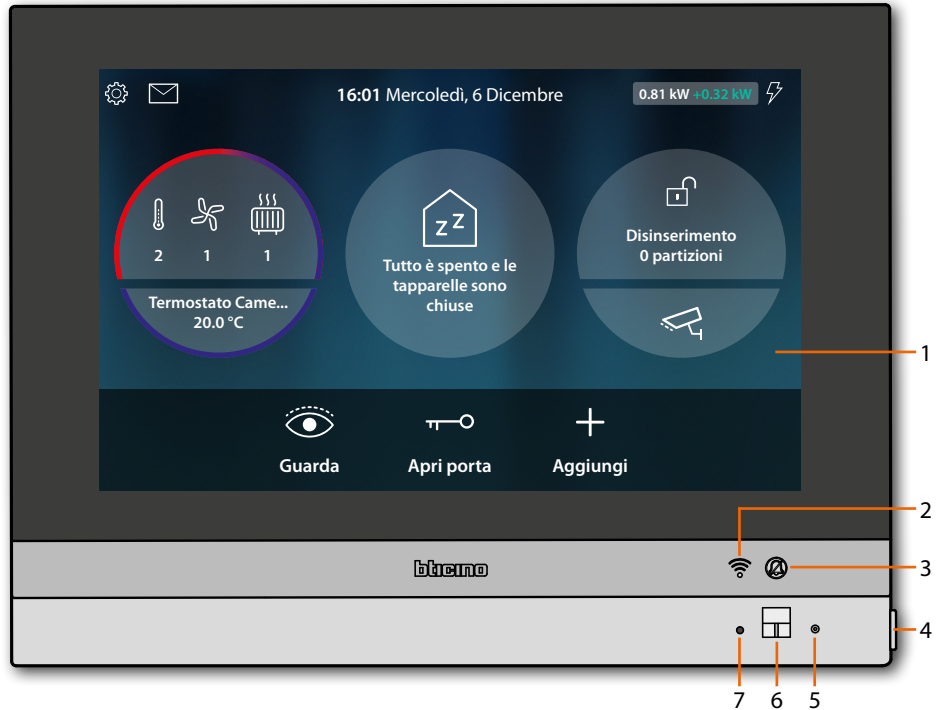 16:01 Mercoledì, 6 Dicembre
0.81 kW +0.32 kW
2 1 1
Termostato Came...
20.0 °C
zZ
Tutto è spento e le
tapparelle sono
chiuse
Disinserimento
0 partizioni
1
Guarda
Apri porta
Aggiungi
2
bticino
3
4
7
6
5